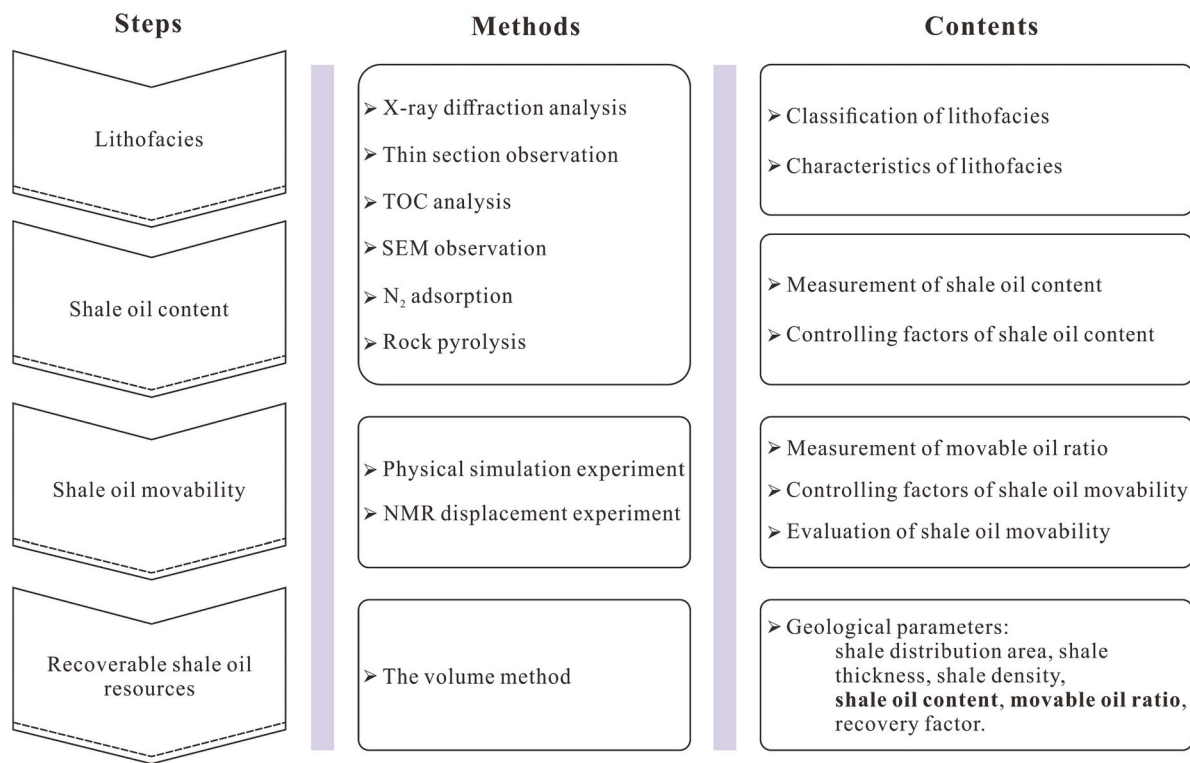 Steps
Methods
Contents
Lithofacies
Shale oil content
Shale oil movability
Recoverable shale oil
resources
➢ X-ray diffraction analysis
➢ Thin section observation
➢ TOC analysis
➢ SEM observation
➢ N₂ adsorption
➢ Rock pyrolysis
➢ Physical simulation experiment
➢ NMR displacement experiment
➢ The volume method
➢ Classification of lithofacies
➢ Characteristics of lithofacies
➢ Measurement of shale oil content
➢ Controlling factors of shale oil content
➢ Measurement of movable oil ratio
➢ Controlling factors of shale oil movability
➢ Evaluation of shale oil movability
➢ Geological parameters:
shale distribution area, shale
thickness, shale density,
shale oil content, movable oil ratio,
recovery factor.